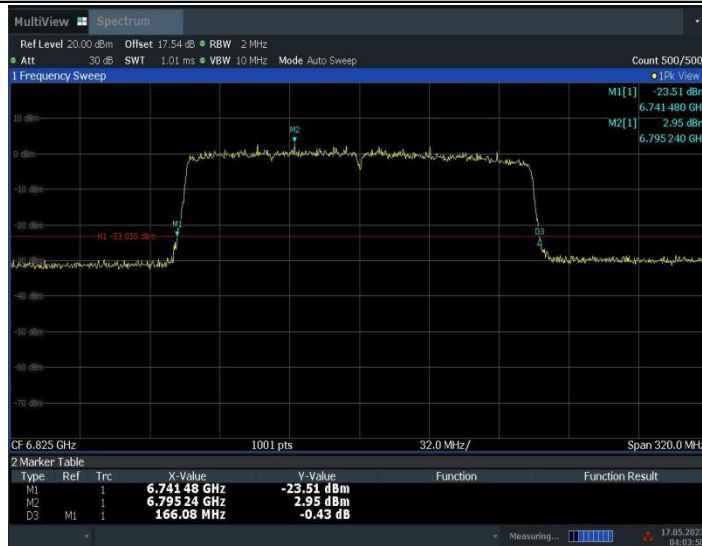 MultiView Spectrum
Ref Level 20.00 dBm Offset 17.54 dB RBW 2 MHz
Att 30 dB SWT 1.01 ms VBW 10 MHz Mode Auto Sweep Count 500/500
1 Frequency Sweep 1Pk View
M1[1] -23.51 dBm
6.741 480 GH
10 dBm
M2[1] 2.95 dBm
6.795 240 GH
M2
0 dBm
-10 dBm
-20 dBm
M1
H1 -23.050 dBm
D3
-40 dBm
-50 dBm
-60 dBm
-70 dBm
CF 6.825 GHz 1001 pts 32.0 MHz/ Span 320.0 MHz
2 Marker Table
Type Ref Trc X-Value Y-Value Function Function Result
M1 1 6.741 48 GHz -23.51 dBm
M2 1 6.795 24 GHz 2.95 dBm
D3 M1 1 166.08 MHz -0.43 dB
Measuring... 17.05.2023
04:03:50